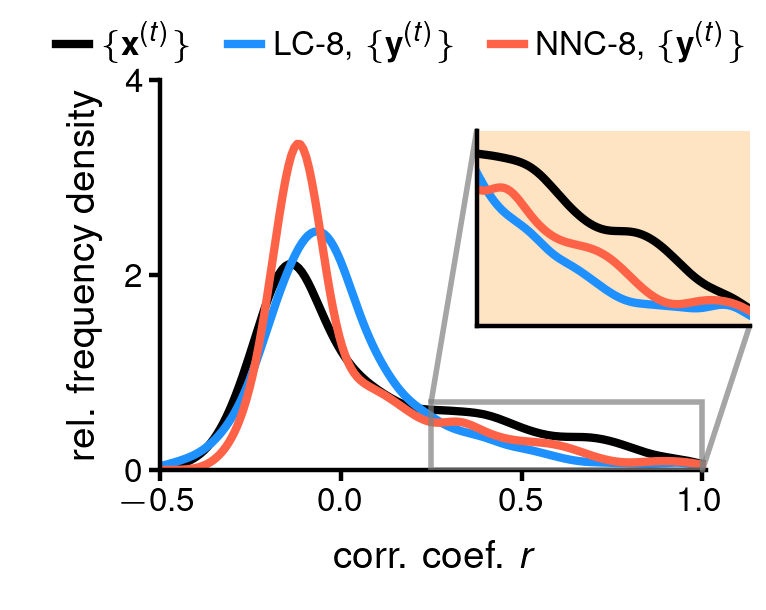 {x^(t)} LC-8, {y^(t)} NNC-8, {y^(t)}
4
2
0
rel. frequency density
−0.5 0.0 0.5 1.0
corr. coef. r